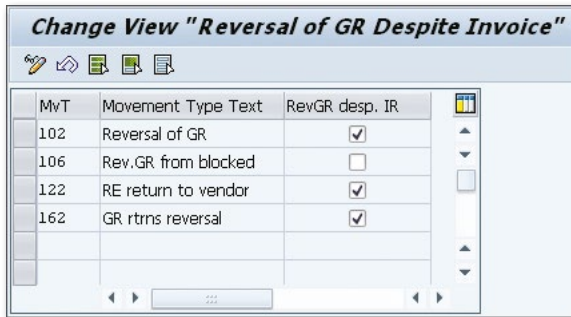 Change View "Reversal of GR Despite Invoice"
MvT Movement Type Text RevGR desp. IR
102 Reversal of GR
106 Rev.GR from blocked
122 RE return to vendor
162 GR rtrns reversal